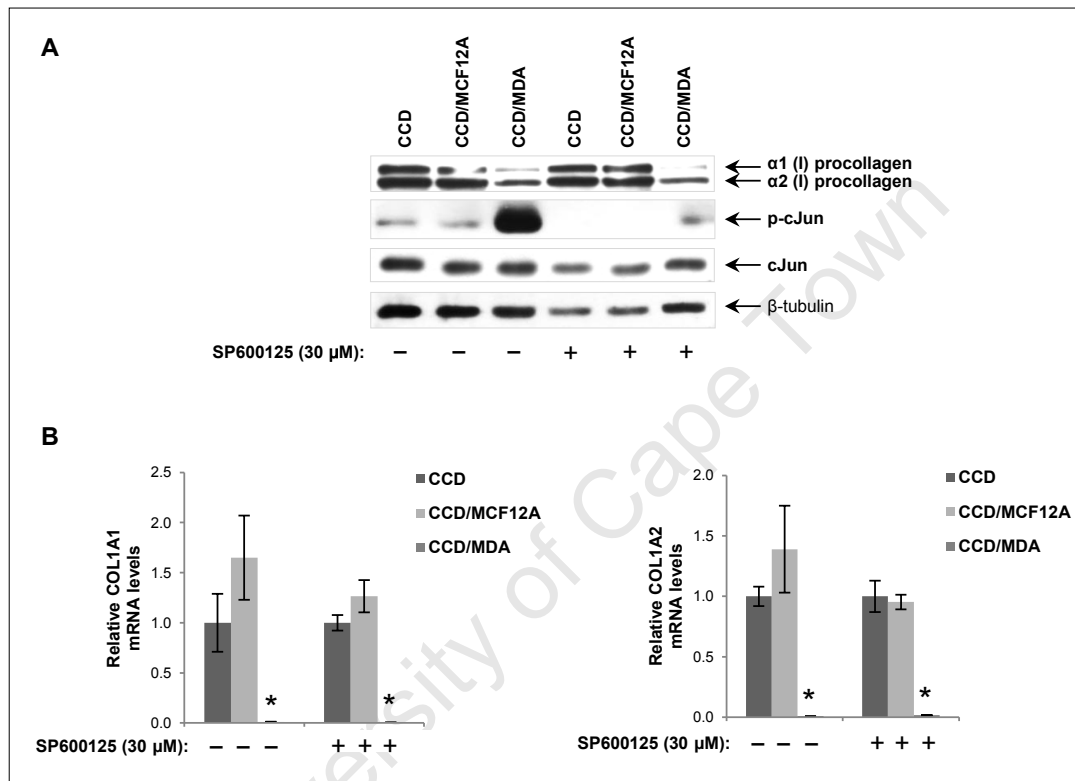 A
CCD
CCD/MCF12A
CCD/MDA
CCD
CCD/MCF12A
CCD/MDA
α1 (I) procollagen
α2 (I) procollagen
p-cJun
cJun
β-tubulin
SP600125 (30 µM): − − − + + +
B
2.5
2.0
1.5
1.0
0.5
0.0
Relative COL1A1
mRNA levels
CCD
CCD/MCF12A
CCD/MDA
* *
SP600125 (30 µM): − − − + + +
2.0
1.5
1.0
0.5
0.0
Relative COL1A2
mRNA levels
CCD
CCD/MCF12A
CCD/MDA
* *
SP600125 (30 µM): − − − + + +
ersity of Cape Town